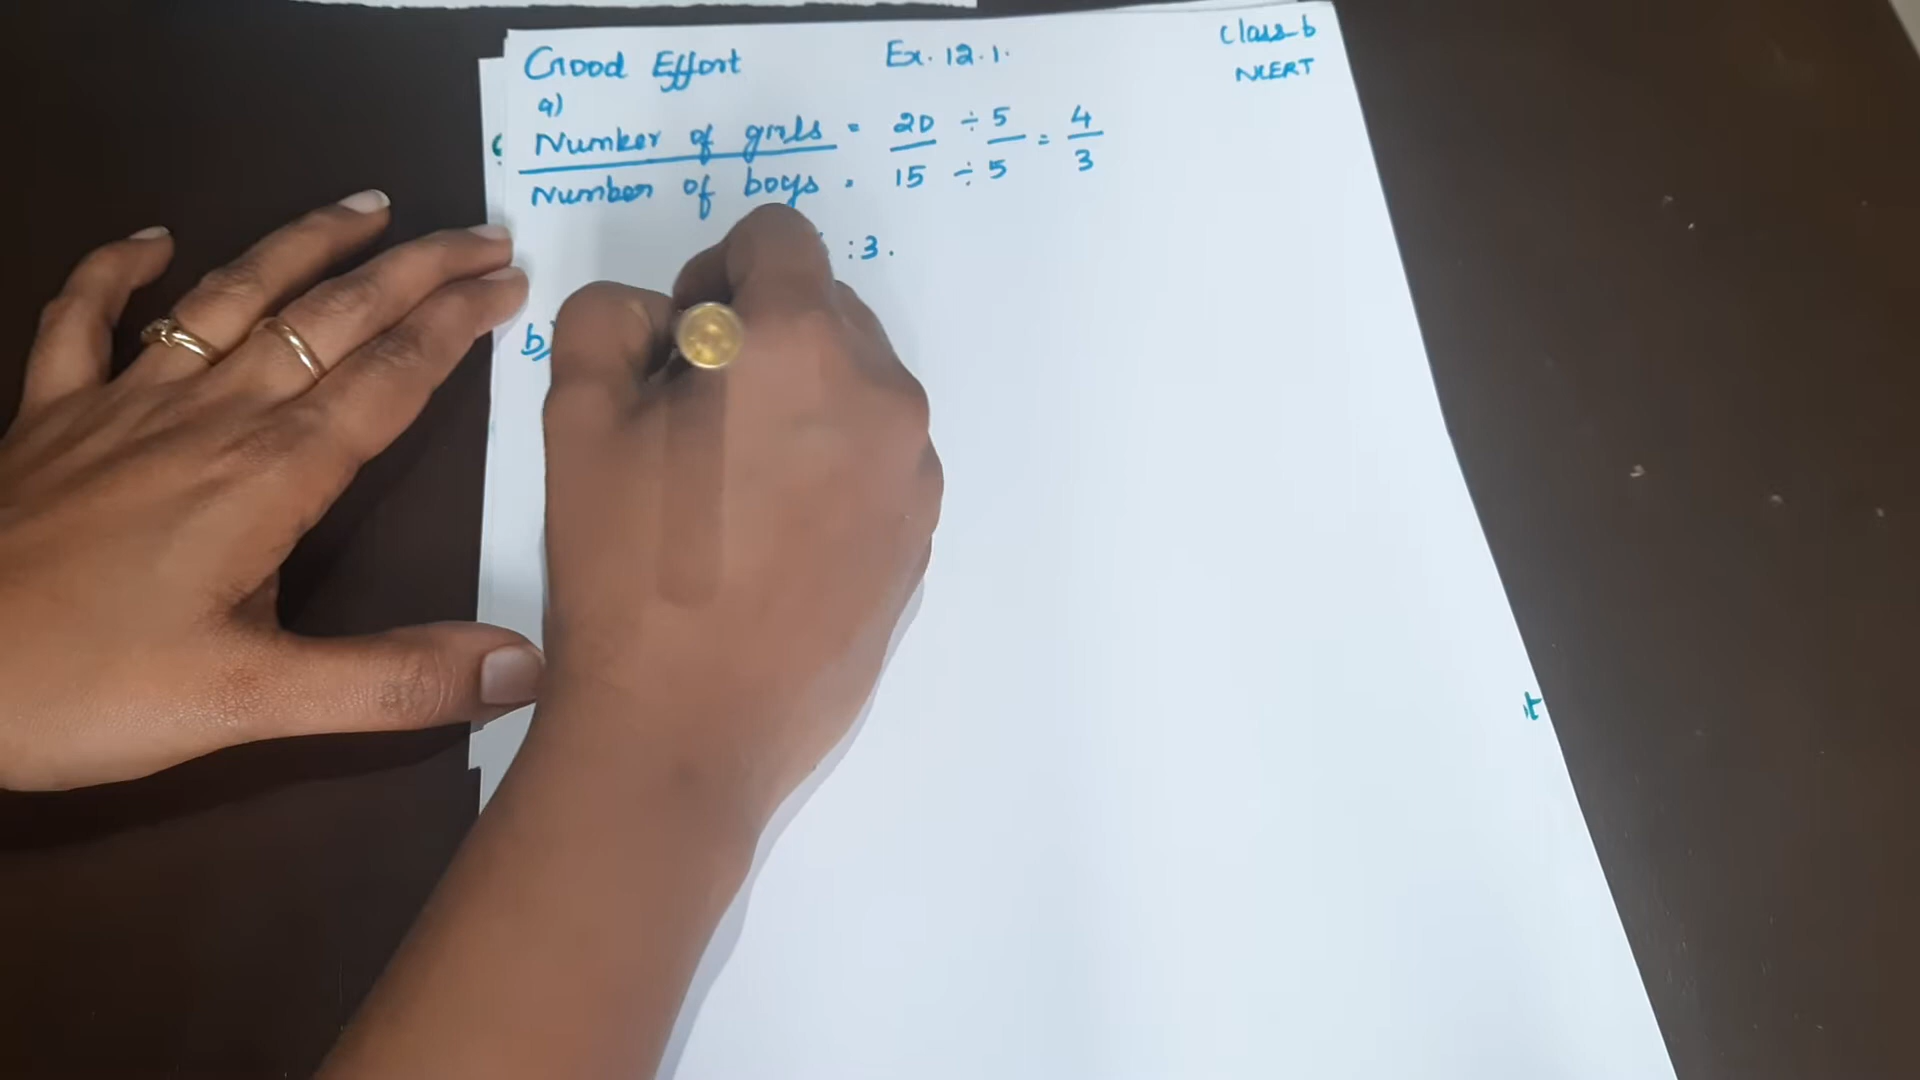 Good Effort Ex. 12.1. Class 6
NCERT
a)
Number of girls = 20 ÷ 5 = 4
Number of boys = 15 ÷ 5 3
:3.
b)